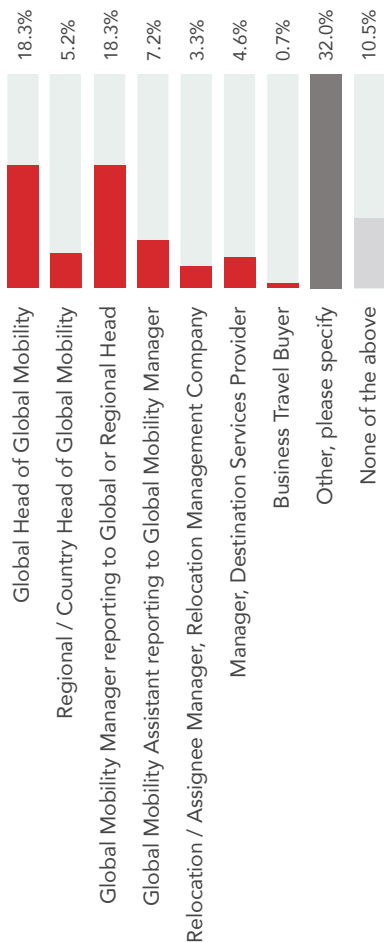 Global Head of Global Mobility 18.3%
Regional / Country Head of Global Mobility 5.2%
Global Mobility Manager reporting to Global or Regional Head 18.3%
Global Mobility Assistant reporting to Global Mobility Manager 7.2%
Relocation / Assignee Manager, Relocation Management Company 3.3%
Manager, Destination Services Provider 4.6%
Business Travel Buyer 0.7%
Other, please specify 32.0%
None of the above 10.5%